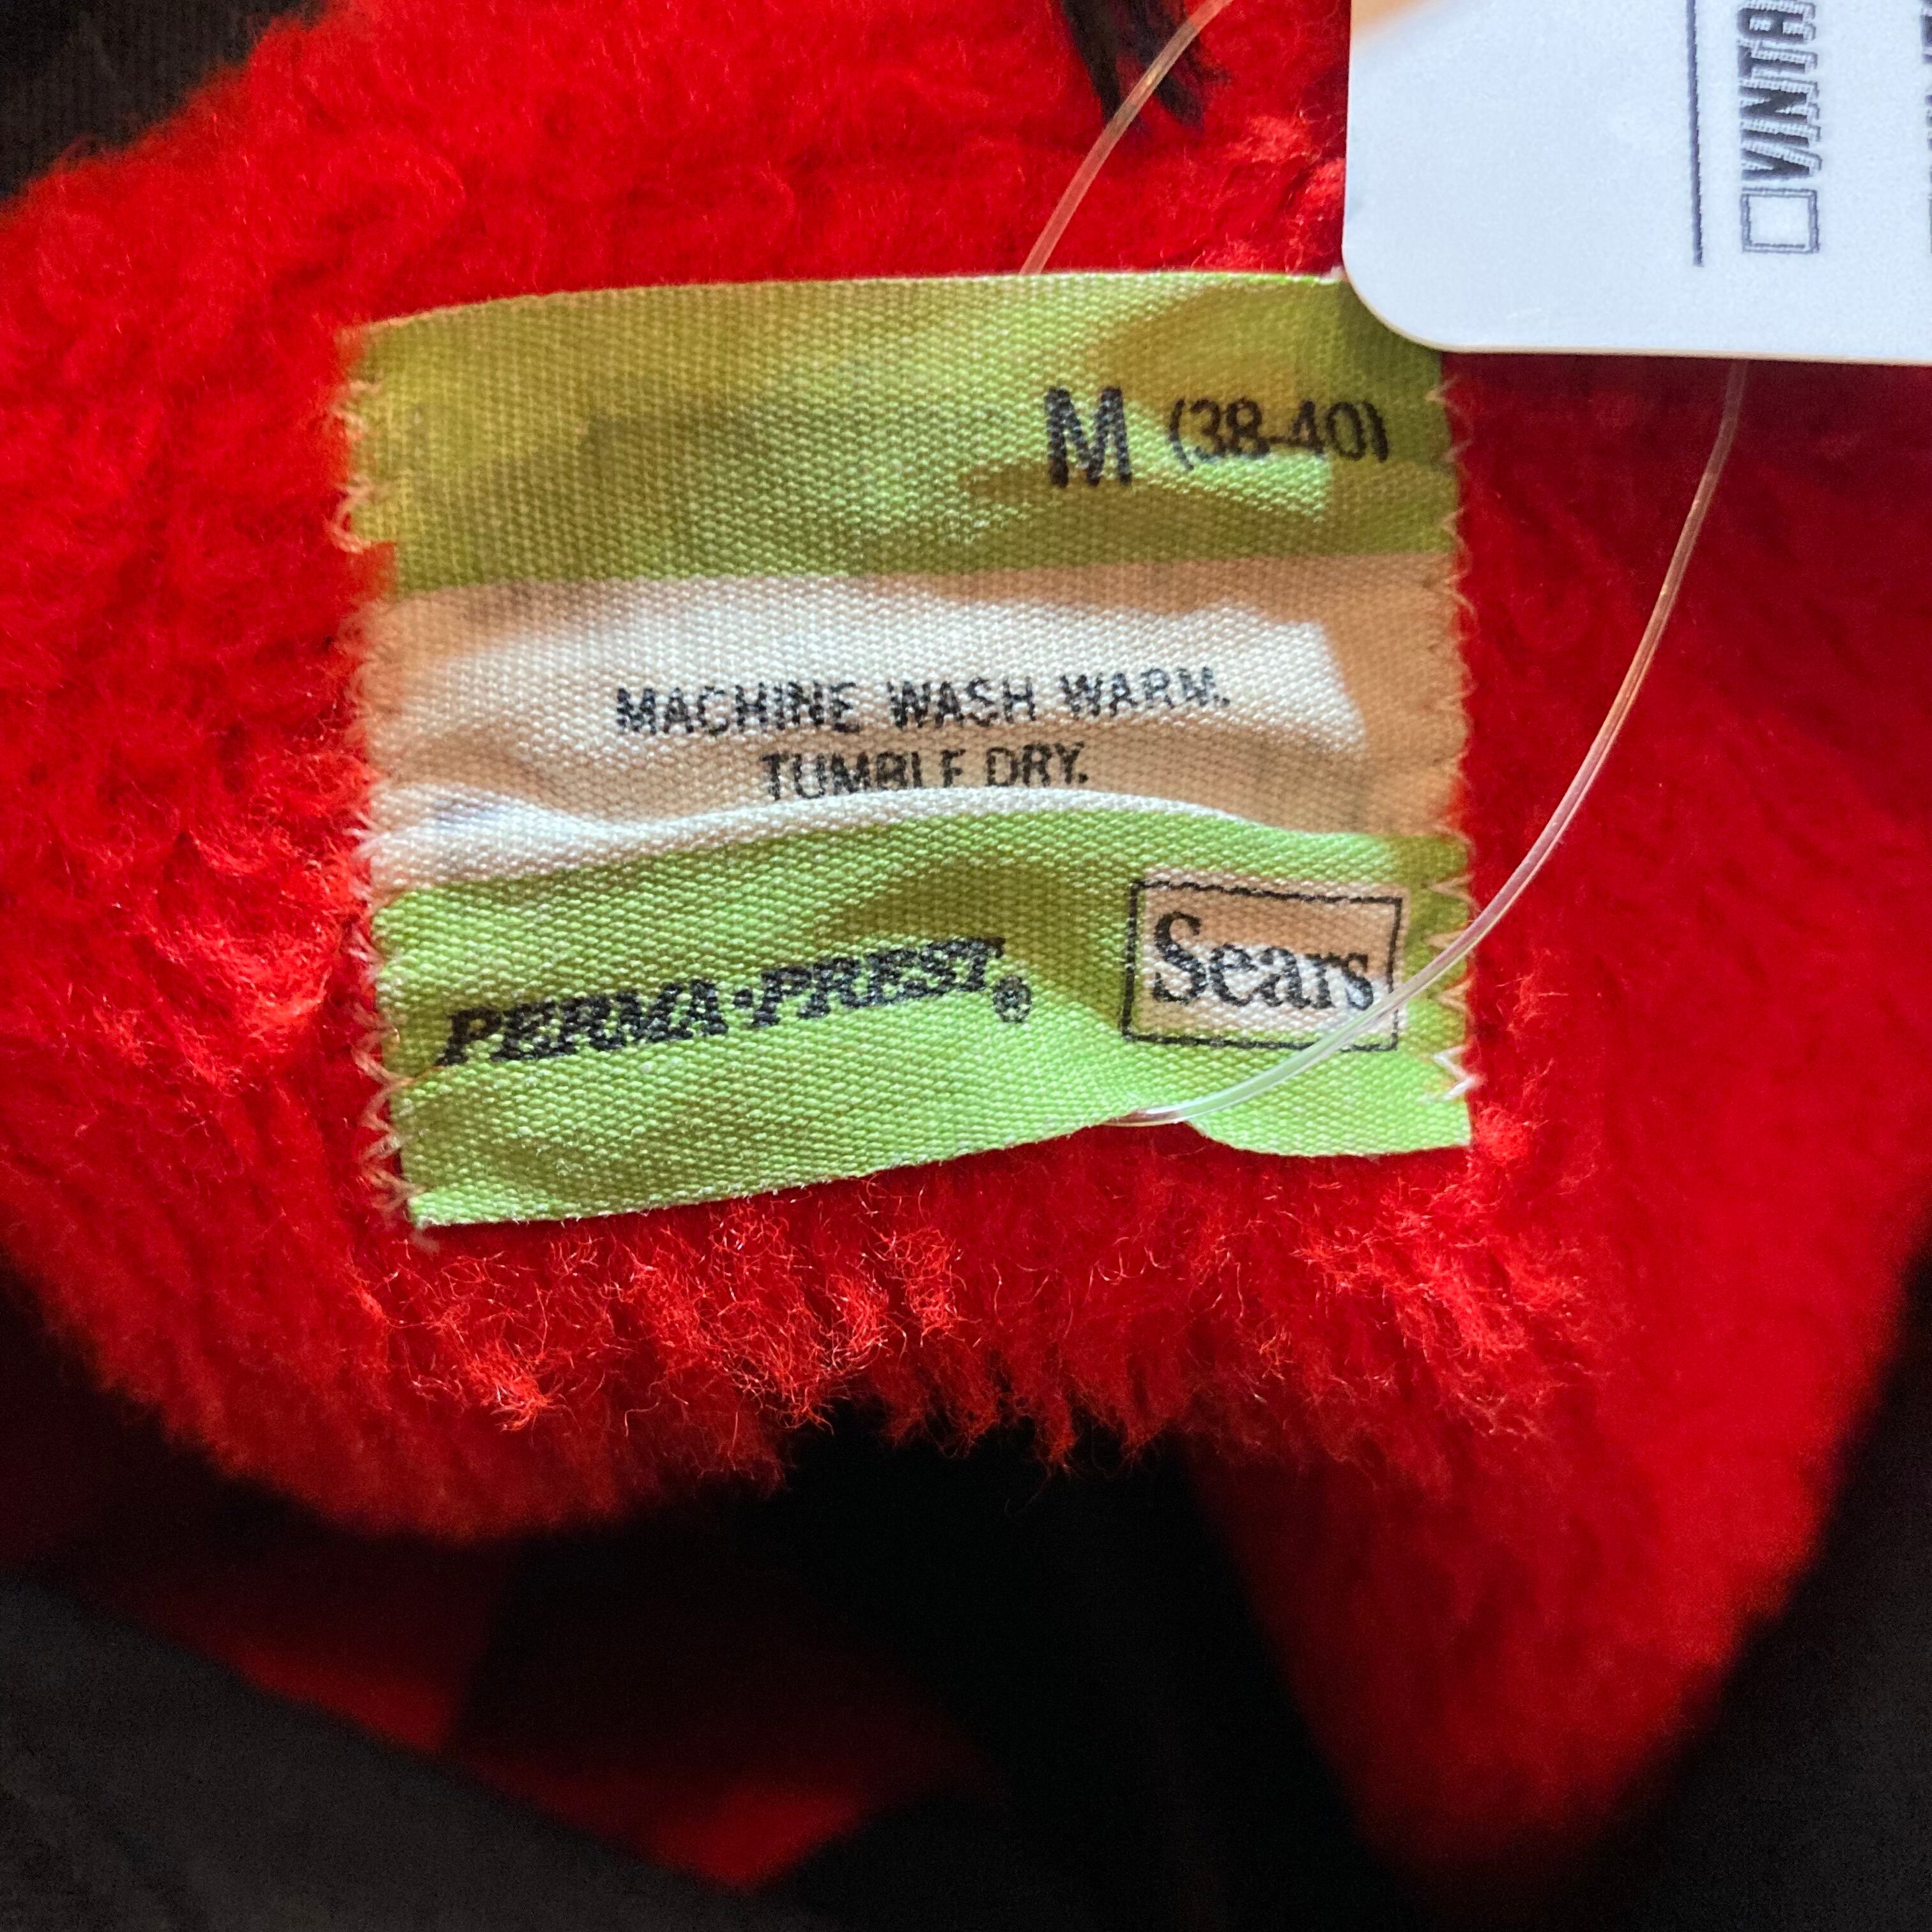 M (38-40)
MACHINE WASH WARM.
TUMBLE DRY.
PERMA·PREST®
Sears